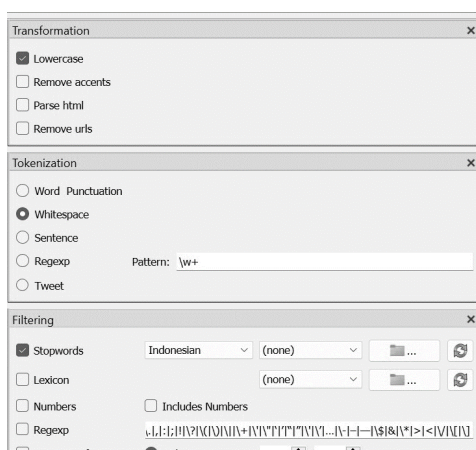 Transformation
Lowercase
Remove accents
Parse html
Remove urls
Tokenization
Word Punctuation
Whitespace
Sentence
Regexp Pattern: \w+
Tweet
Filtering
Stopwords Indonesian (none) ...
Lexicon (none) ...
Numbers Includes Numbers
Regexp